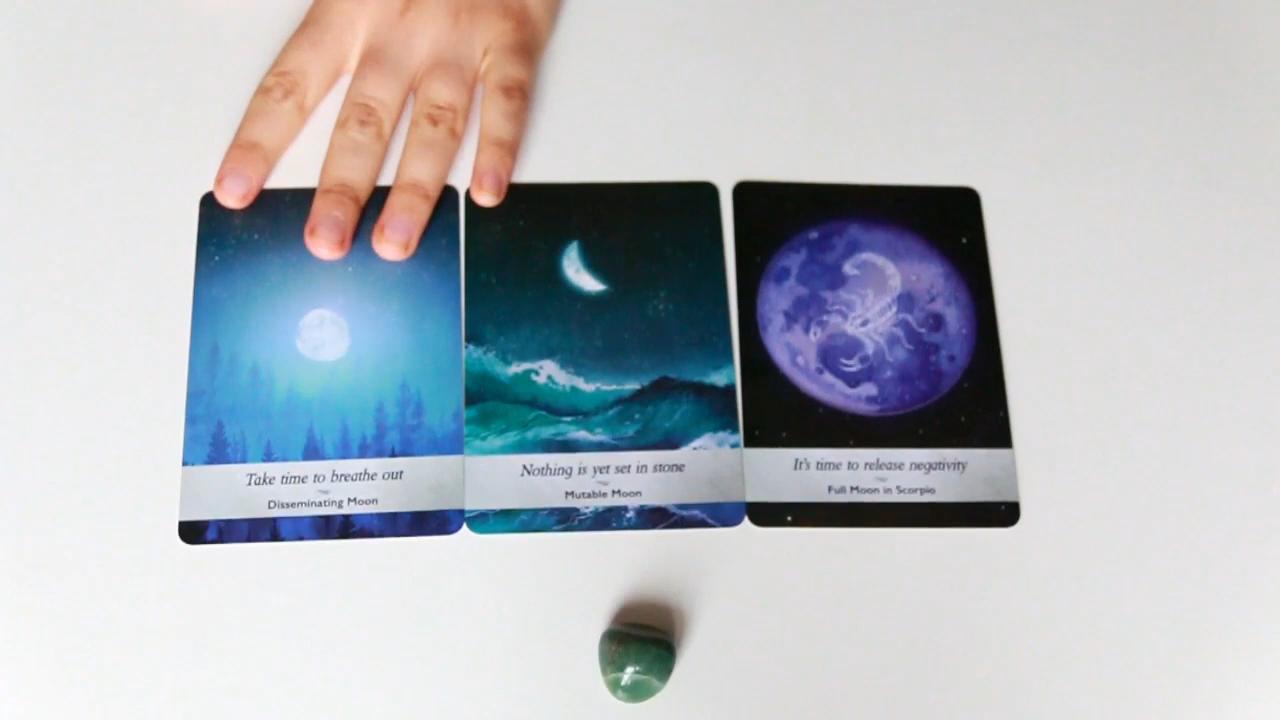 Take time to breathe out
Disseminating Moon
Nothing is yet set in stone
Mutable Moon
It's time to release negativity
Full Moon in Scorpio